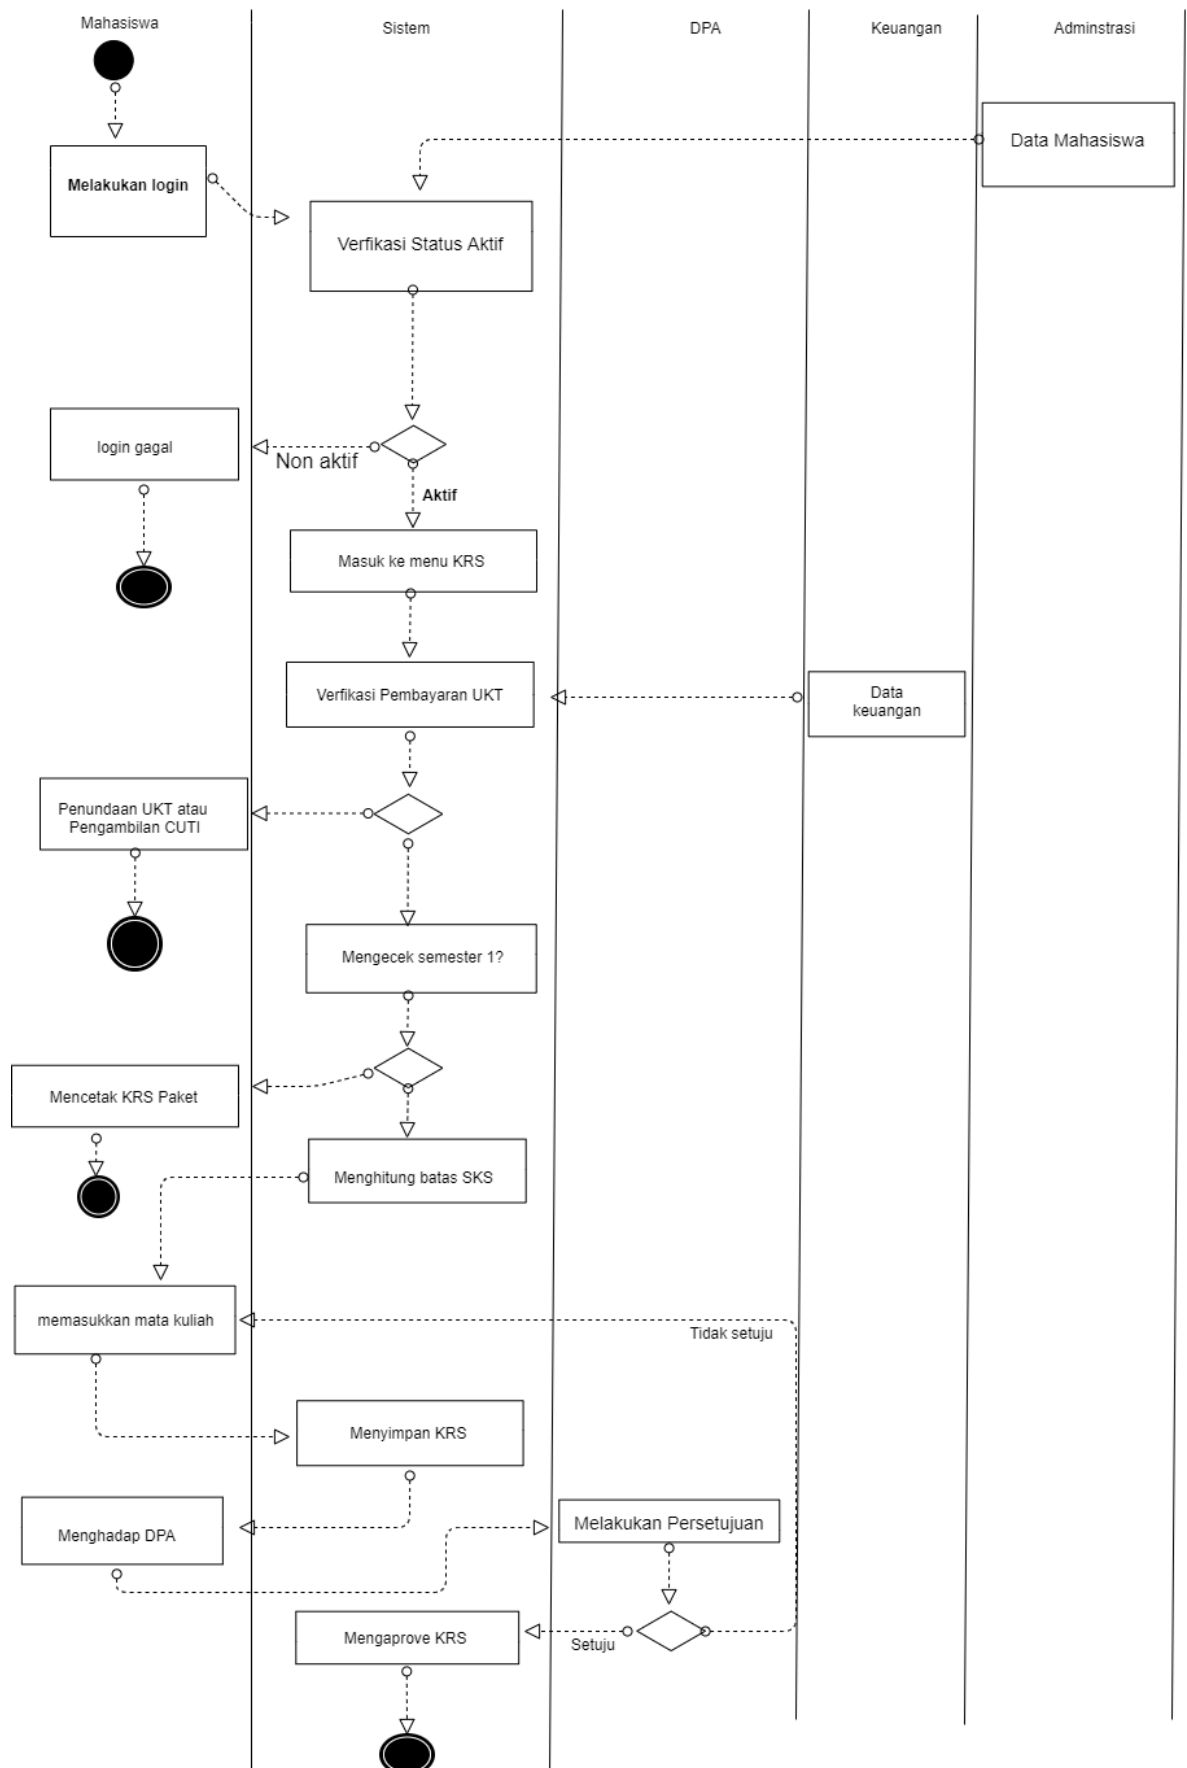 Mahasiswa
Sistem
DPA
Keuangan
Adminstrasi
Data Mahasiswa
Melakukan login
Verfikasi Status Aktif
login gagal
Non aktif
Aktif
Masuk ke menu KRS
Verfikasi Pembayaran UKT
Data
keuangan
Penundaan UKT atau
Pengambilan CUTI
Mengecek semester 1?
Mencetak KRS Paket
Menghitung batas SKS
memasukkan mata kuliah
Tidak setuju
Menyimpan KRS
Menghadap DPA
Melakukan Persetujuan
Mengaprove KRS
Setuju